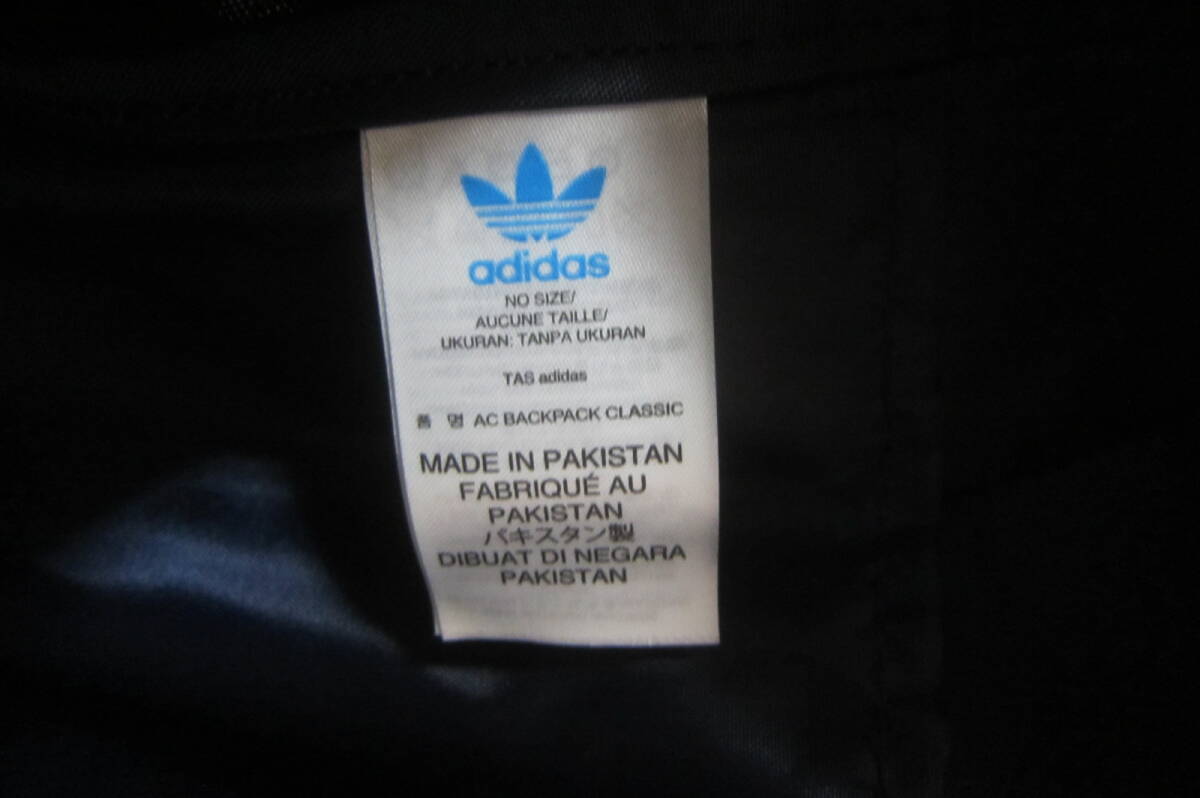 adidas
NO SIZE/
AUCUNE TAILLE/
UKURAN: TANPA UKURAN
TAS adidas
품 명 AC BACKPACK CLASSIC
MADE IN PAKISTAN
FABRIQUÉ AU
PAKISTAN
パキスタン製
DIBUAT DI NEGARA
PAKISTAN